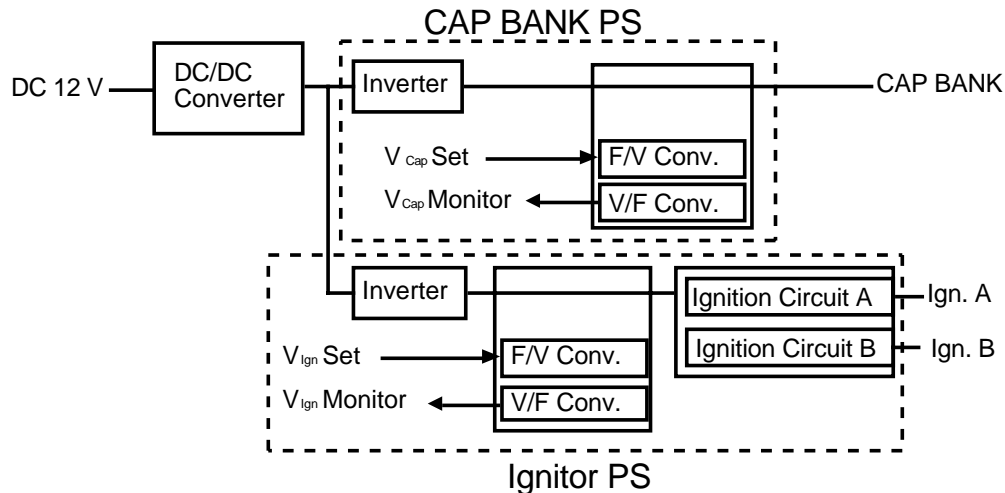 CAP BANK PS
DC 12 V
DC/DC
Converter
Inverter
CAP BANK
V Cap Set
F/V Conv.
V Cap Monitor
V/F Conv.
Inverter
Ignition Circuit A
Ign. A
Ignition Circuit B
Ign. B
V Ign Set
F/V Conv.
V Ign Monitor
V/F Conv.
Ignitor PS